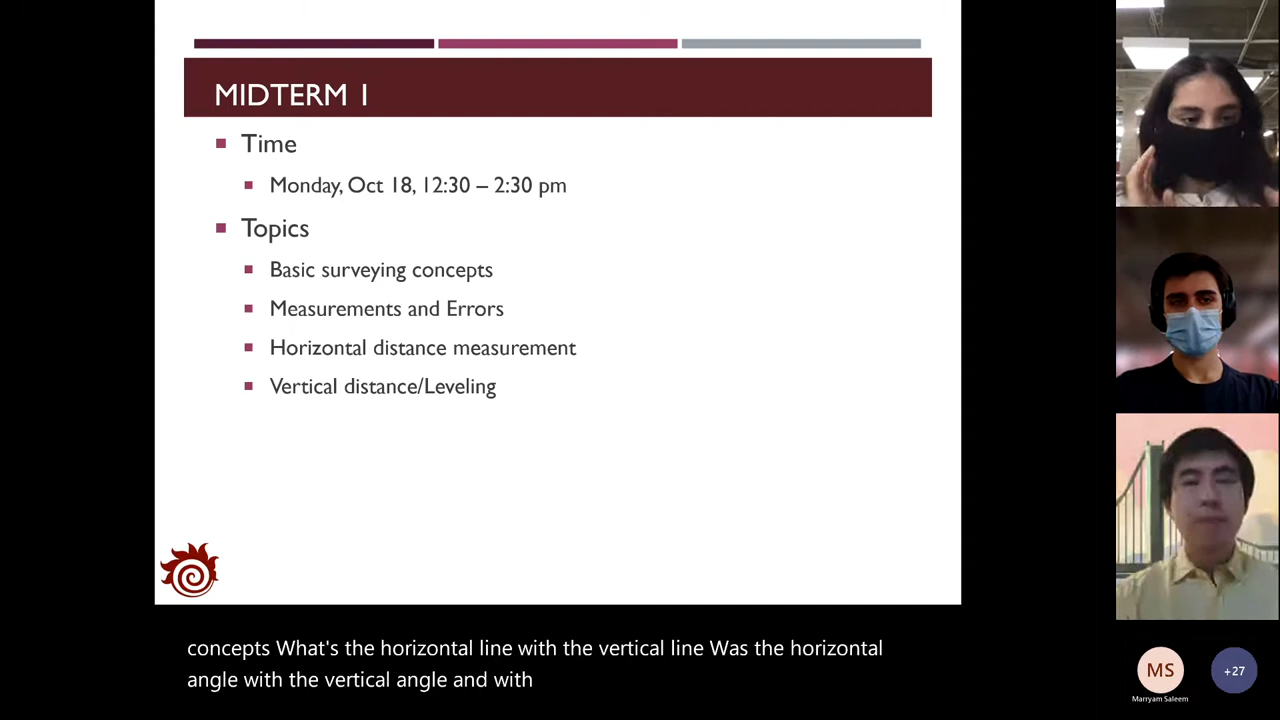 MIDTERM 1
Time
Monday, Oct 18, 12:30 – 2:30 pm
Topics
Basic surveying concepts
Measurements and Errors
Horizontal distance measurement
Vertical distance/Leveling
concepts What's the horizontal line with the vertical line Was the horizontal
angle with the vertical angle and with
MS
+27
Marryam Saleem